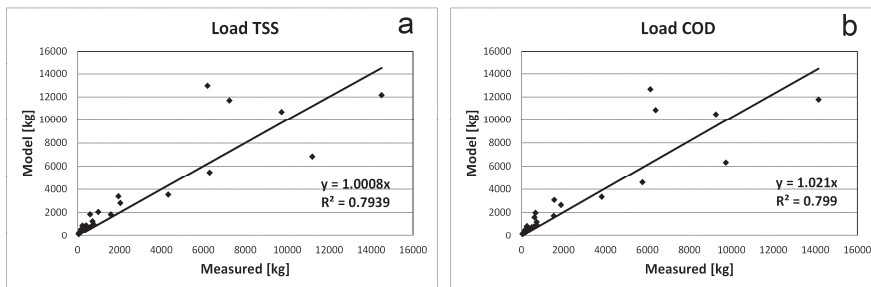 Load TSS
a
16000
14000
12000
10000
8000
6000
4000
2000
0
Model [kg]
y = 1.0008x
R² = 0.7939
0 2000 4000 6000 8000 10000 12000 14000 16000
Measured [kg]
Load COD
b
16000
14000
12000
10000
8000
6000
4000
2000
0
Model [kg]
y = 1.021x
R² = 0.799
0 2000 4000 6000 8000 10000 12000 14000 16000
Measured [kg]